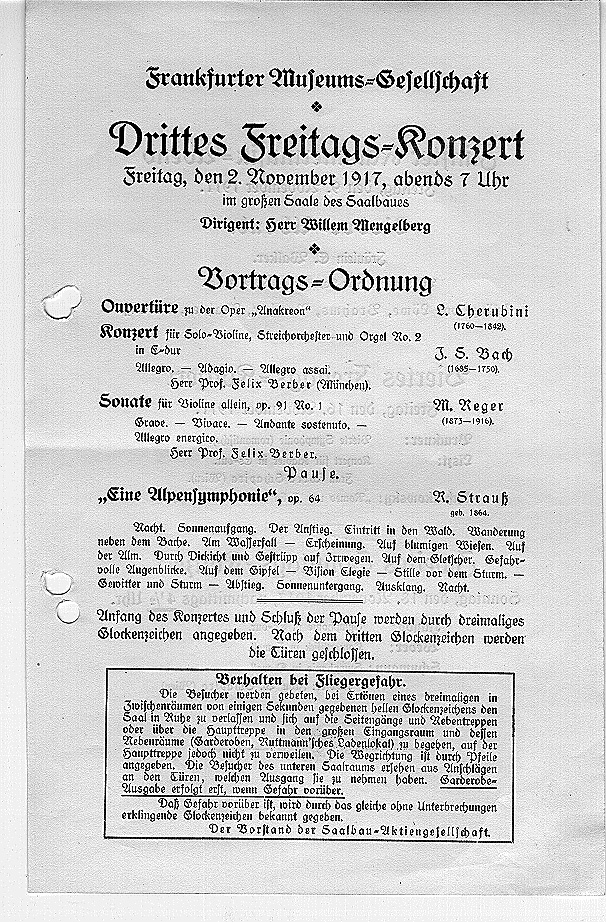 Frankfurter Museums-Gesellschaft
Drittes Freitags-Konzert
Freitag, den 2. November 1917, abends 7 Uhr
im großen Saale des Saalbaues
Dirigent: Herr Willem Mengelberg
Vortrags-Ordnung
Ouvertüre zu der Oper „Anakreon“ L. Cherubini
(1760—1842).
Konzert für Solo-Violine, Streichorchester und Orgel No. 2
in E-dur J. S. Bach
Allegro. — Adagio. — Allegro assai. (1685—1750).
Herr Prof. Felix Berber (München).
Sonate für Violine allein, op. 91 No. 1 M. Reger
Grave. — Vivace. — Andante sostenuto. — (1873—1916).
Allegro energico.
Herr Prof. Felix Berber.
Pause.
„Eine Alpensymphonie“, op. 64 R. Strauß
geb. 1864.
Nacht. Sonnenaufgang. Der Anstieg. Eintritt in den Wald. Wanderung
neben dem Bache. Am Wasserfall — Erscheinung. Auf blumigen Wiesen. Auf
der Alm. Durch Dickicht und Gestrüpp auf Irrwegen. Auf dem Gletscher. Gefahr-
volle Augenblicke. Auf dem Gipfel — Vision Elegie — Stille vor dem Sturm. —
Gewitter und Sturm — Abstieg. Sonnenuntergang. Ausklang. Nacht.
Anfang des Konzertes und Schluß der Pause werden durch dreimaliges
Glockenzeichen angegeben. Nach dem dritten Glockenzeichen werden
die Türen geschlossen.
Verhalten bei Fliegergefahr.
Die Besucher werden gebeten, bei Ertönen eines dreimaligen in
Zwischenräumen von einigen Sekunden gegebenen hellen Glockenzeichens den
Saal in Ruhe zu verlassen und sich auf die Seitengänge und Nebentreppen
oder über die Haupttreppe in den großen Eingangsraum und dessen
Nebenräume (Garderoben, Ruttmann'sches Ladenlokal) zu begeben, auf der
Haupttreppe jedoch nicht zu verweilen. Die Wegrichtung ist durch Pfeile
angegeben. Die Besucher des unteren Saalraums ersehen aus Anschlägen
an den Türen, welchen Ausgang sie zu nehmen haben. Garderobe-
Ausgabe erfolgt erst, wenn Gefahr vorüber.
Daß Gefahr vorüber ist, wird durch das gleiche ohne Unterbrechungen
erklingende Glockenzeichen bekannt gegeben.
Der Vorstand der Saalbau-Aktiengesellschaft.